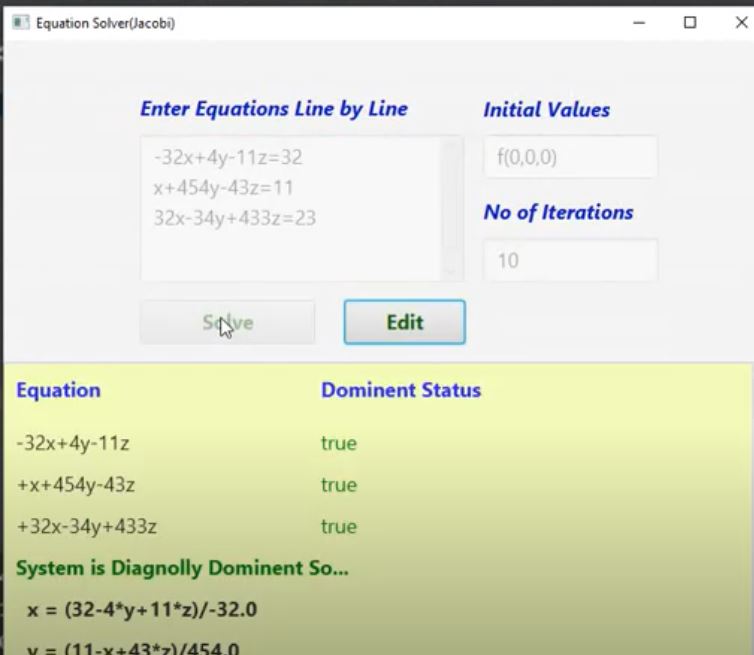 Equation Solver(Jacobi)
Enter Equations Line by Line
Initial Values
-32x+4y-11z=32
x+454y-43z=11
32x-34y+433z=23
f(0,0,0)
No of Iterations
10
Solve
Edit
Equation Dominent Status
-32x+4y-11z true
+x+454y-43z true
+32x-34y+433z true
System is Diagnolly Dominent So...
x = (32-4*y+11*z)/-32.0
y = (11-x+43*z)/454.0